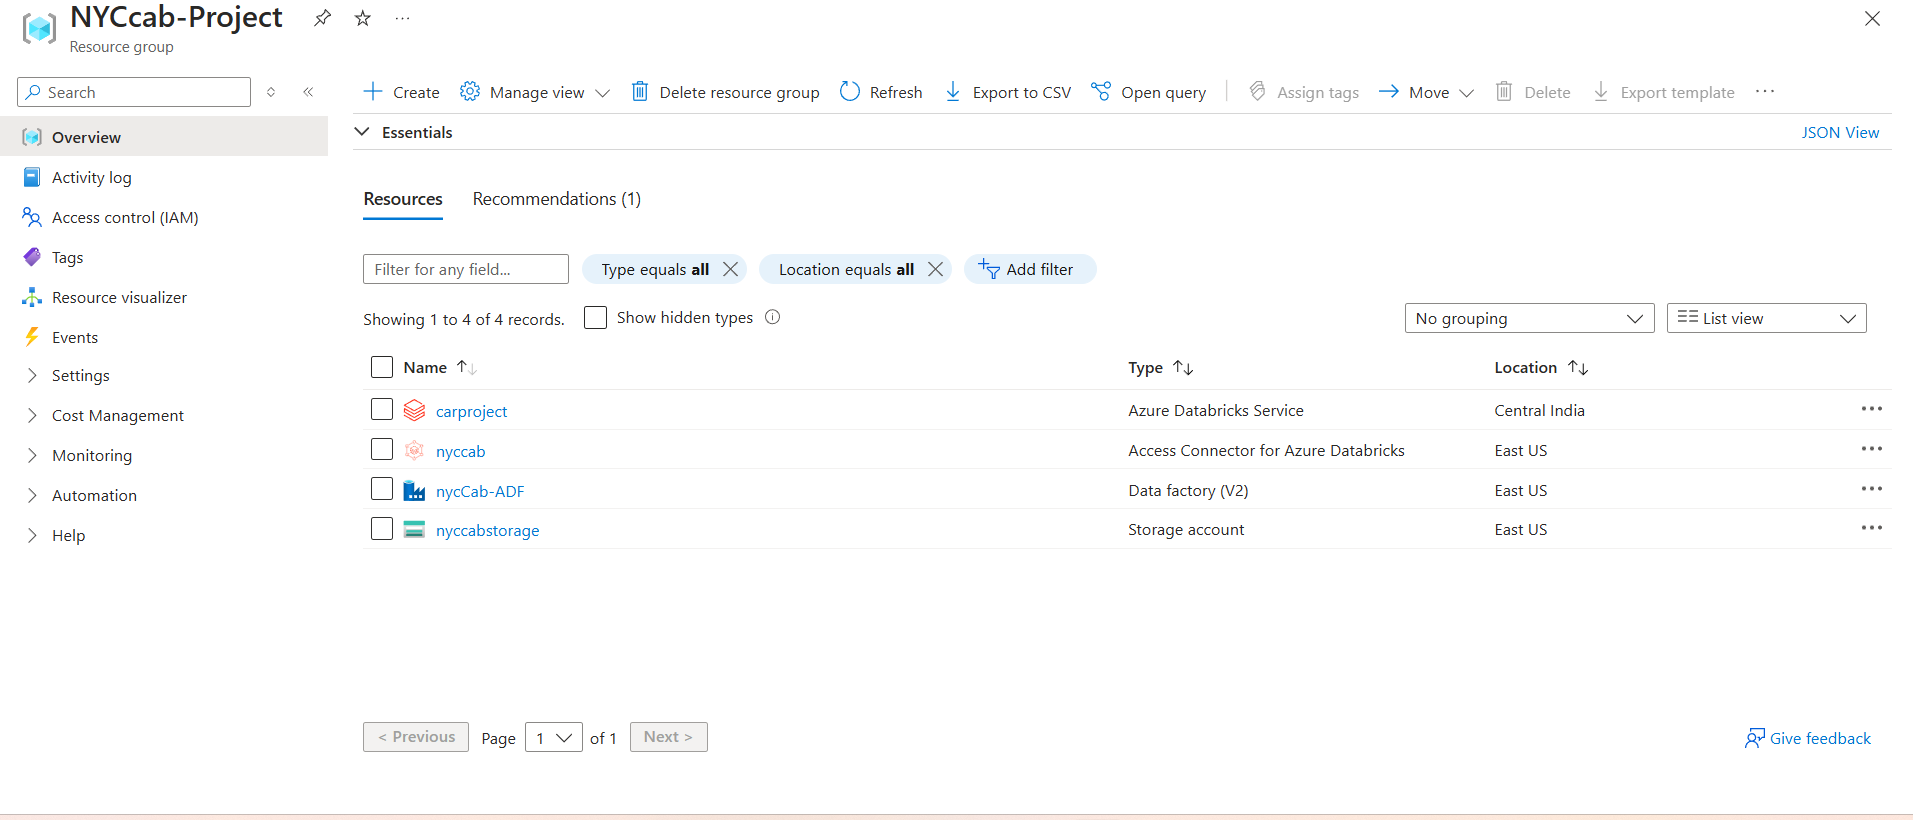 NYCcab-Project
Resource group
Search
Create Manage view Delete resource group Refresh Export to CSV Open query Assign tags Move Delete Export template
Overview
Activity log
Access control (IAM)
Tags
Resource visualizer
Events
Settings
Cost Management
Monitoring
Automation
Help
Essentials JSON View
Resources Recommendations (1)
Filter for any field... Type equals all Location equals all Add filter
Showing 1 to 4 of 4 records. Show hidden types No grouping List view
Name Type Location
carproject Azure Databricks Service Central India
nyccab Access Connector for Azure Databricks East US
nycCab-ADF Data factory (V2) East US
nyccabstorage Storage account East US
< Previous Page 1 of 1 Next > Give feedback